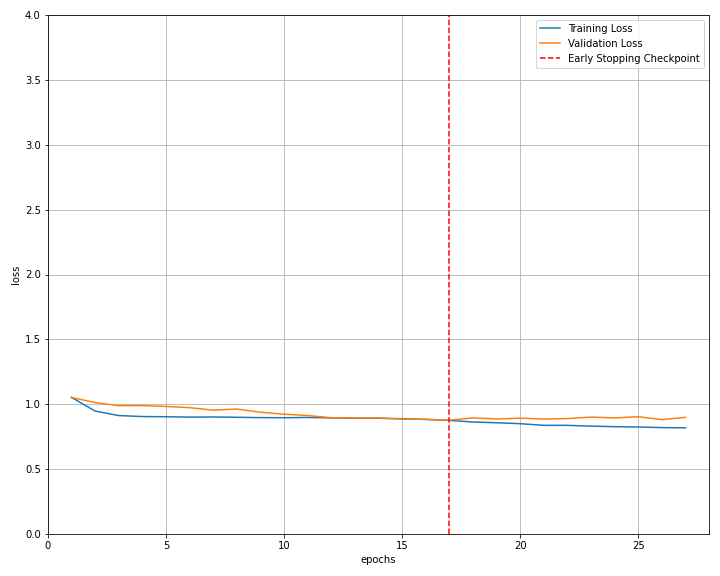 4.0
3.5
3.0
2.5
2.0
1.5
1.0
0.5
0.0
loss
0 5 10 15 20 25
epochs
Training Loss
Validation Loss
Early Stopping Checkpoint